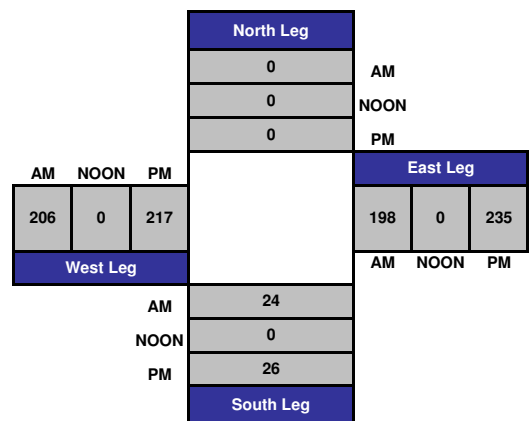 North Leg
0 AM
0 NOON
0 PM
AM NOON PM
East Leg
206 0 217
198 0 235
West Leg
AM NOON PM
AM 24
NOON 0
PM 26
South Leg